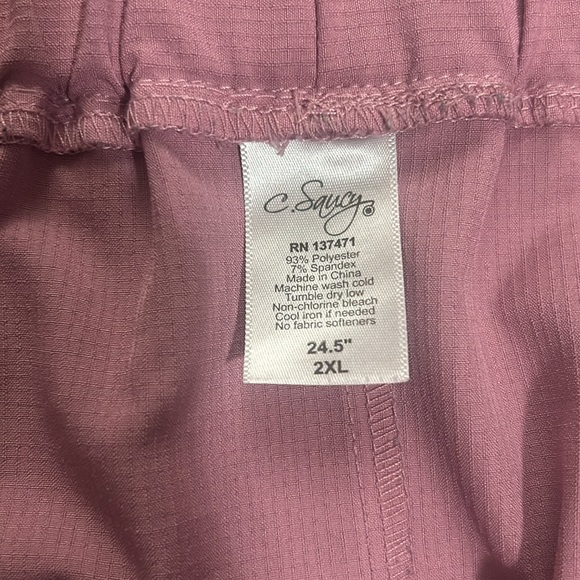 C. Saucy
RN 137471
93% Polyester
7% Spandex
Made in China
Machine wash cold
Tumble dry low
Non-chlorine bleach
Cool iron if needed
No fabric softeners
24.5"
2XL